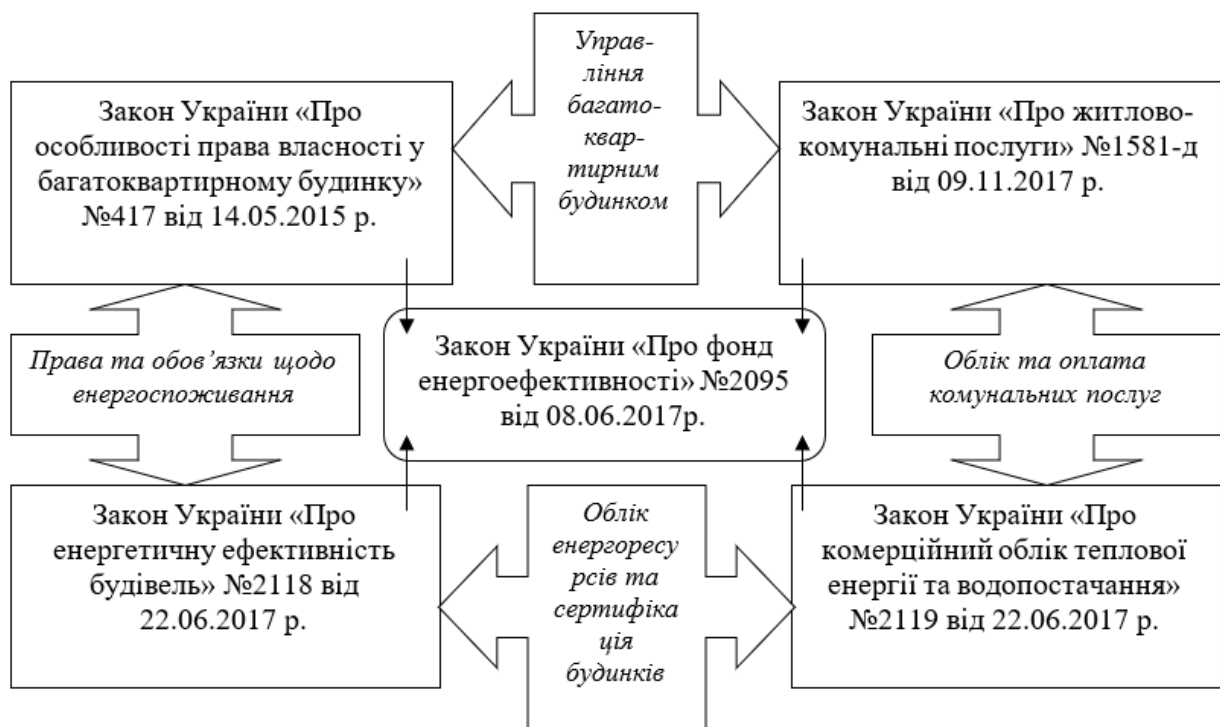 Управ-
ління
багато-
квар-
тирним
будинком
Закон України «Про
особливості права власності у
багатоквартирному будинку»
№417 від 14.05.2015 р.
Закон України «Про житлово-
комунальні послуги» №1581-д
від 09.11.2017 р.
Права та обов’язки щодо
енергоспоживання
Закон України «Про фонд
енергоефективності» №2095
від 08.06.2017р.
Облік та оплата
комунальних послуг
Закон України «Про
енергетичну ефективність
будівель» №2118 від
22.06.2017 р.
Облік
енергоресу
рсів та
сертифіка
ція
будинків
Закон України «Про
комерційний облік теплової
енергії та водопостачання»
№2119 від 22.06.2017 р.